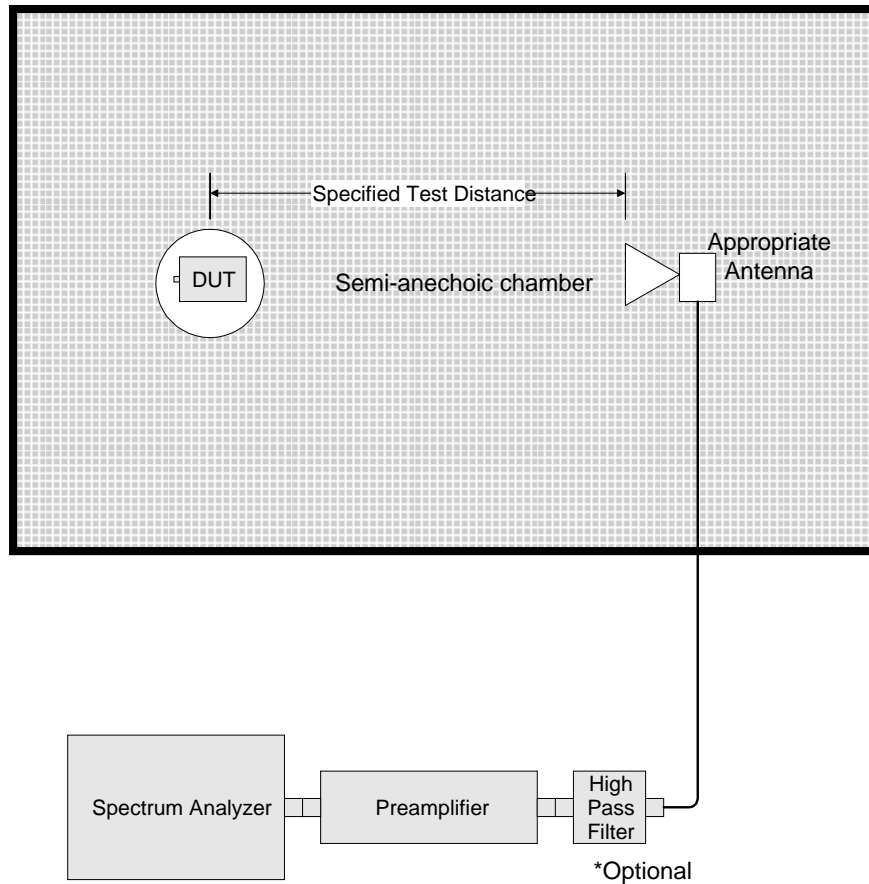 Specified Test Distance
Appropriate
Antenna
DUT
Semi-anechoic chamber
Spectrum Analyzer
Preamplifier
High
Pass
Filter
*Optional